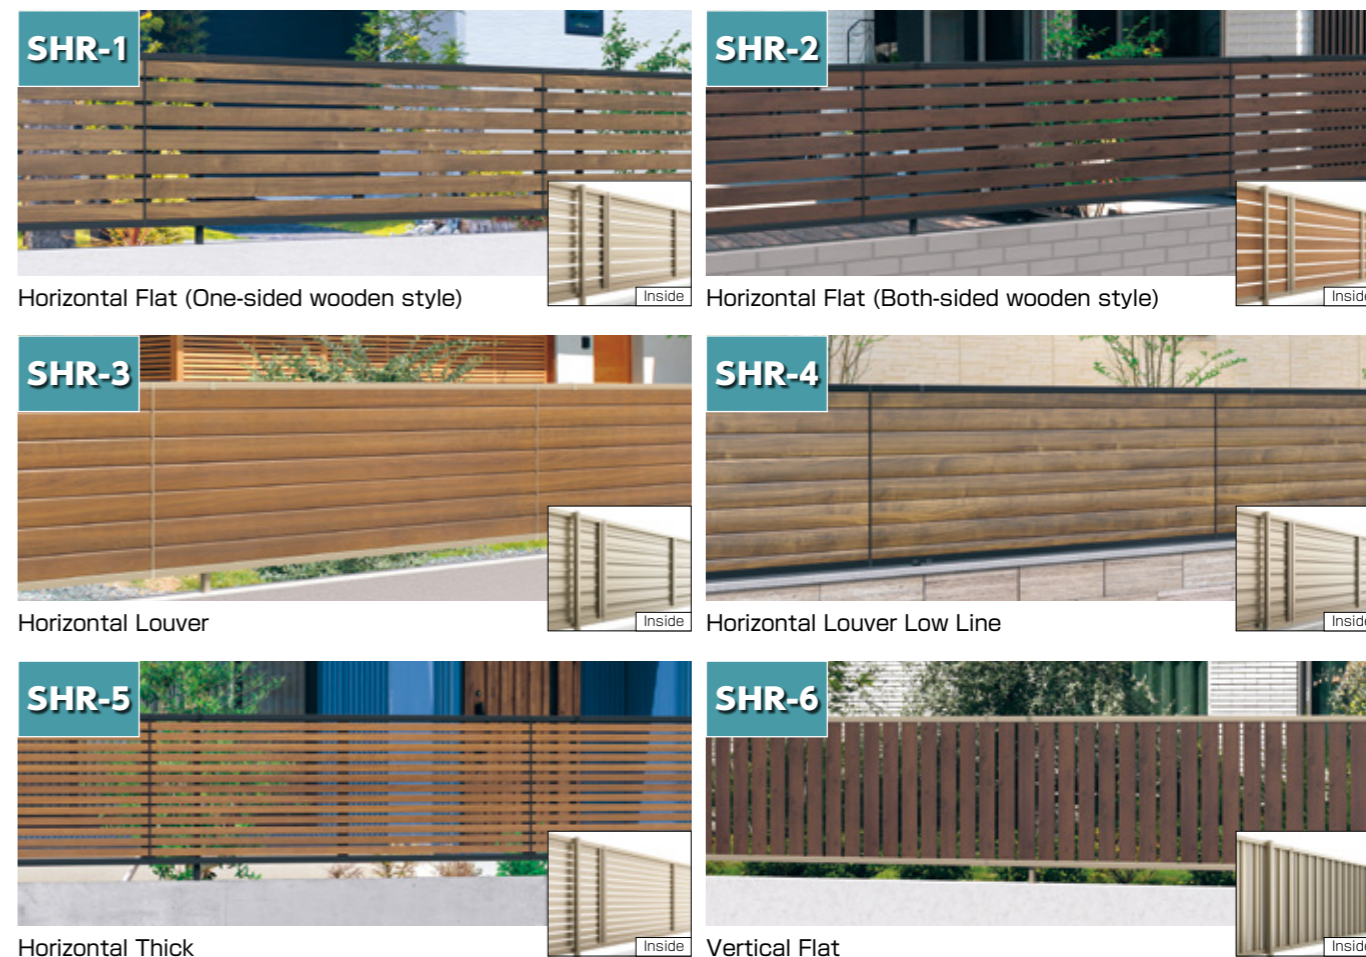 SHR-1
SHR-2
Inside
Horizontal Flat (One-sided wooden style)
Horizontal Flat (Both-sided wooden style)
SHR-3
SHR-4
Inside
Horizontal Louver
Horizontal Louver Low Line
SHR-5
SHR-6
Inside
Horizontal Thick
Vertical Flat